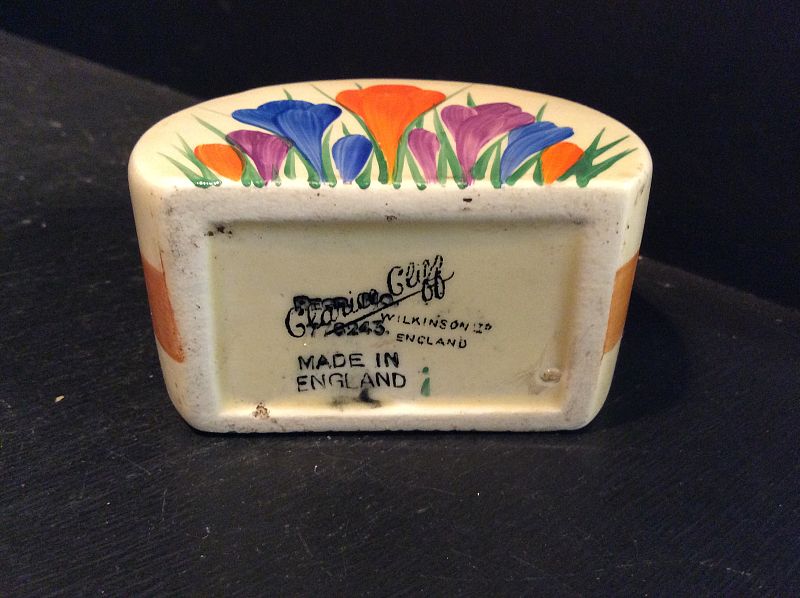 Clarice Cliff
WILKINSON LTD
ENGLAND
MADE IN
ENGLAND
i